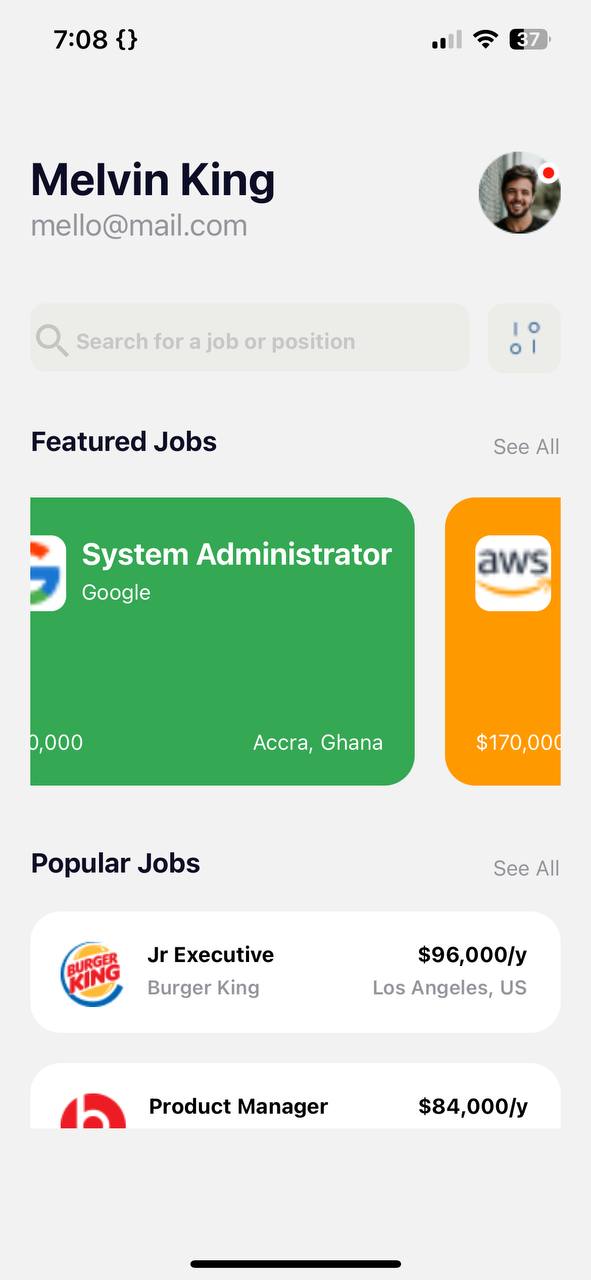 7:08 {}
37
Melvin King
mello@mail.com
Search for a job or position
Featured Jobs
See All
System Administrator
Google
0,000
Accra, Ghana
aws
$170,000
Popular Jobs
See All
BURGER
KING
Jr Executive
$96,000/y
Burger King
Los Angeles, US
Product Manager
$84,000/y